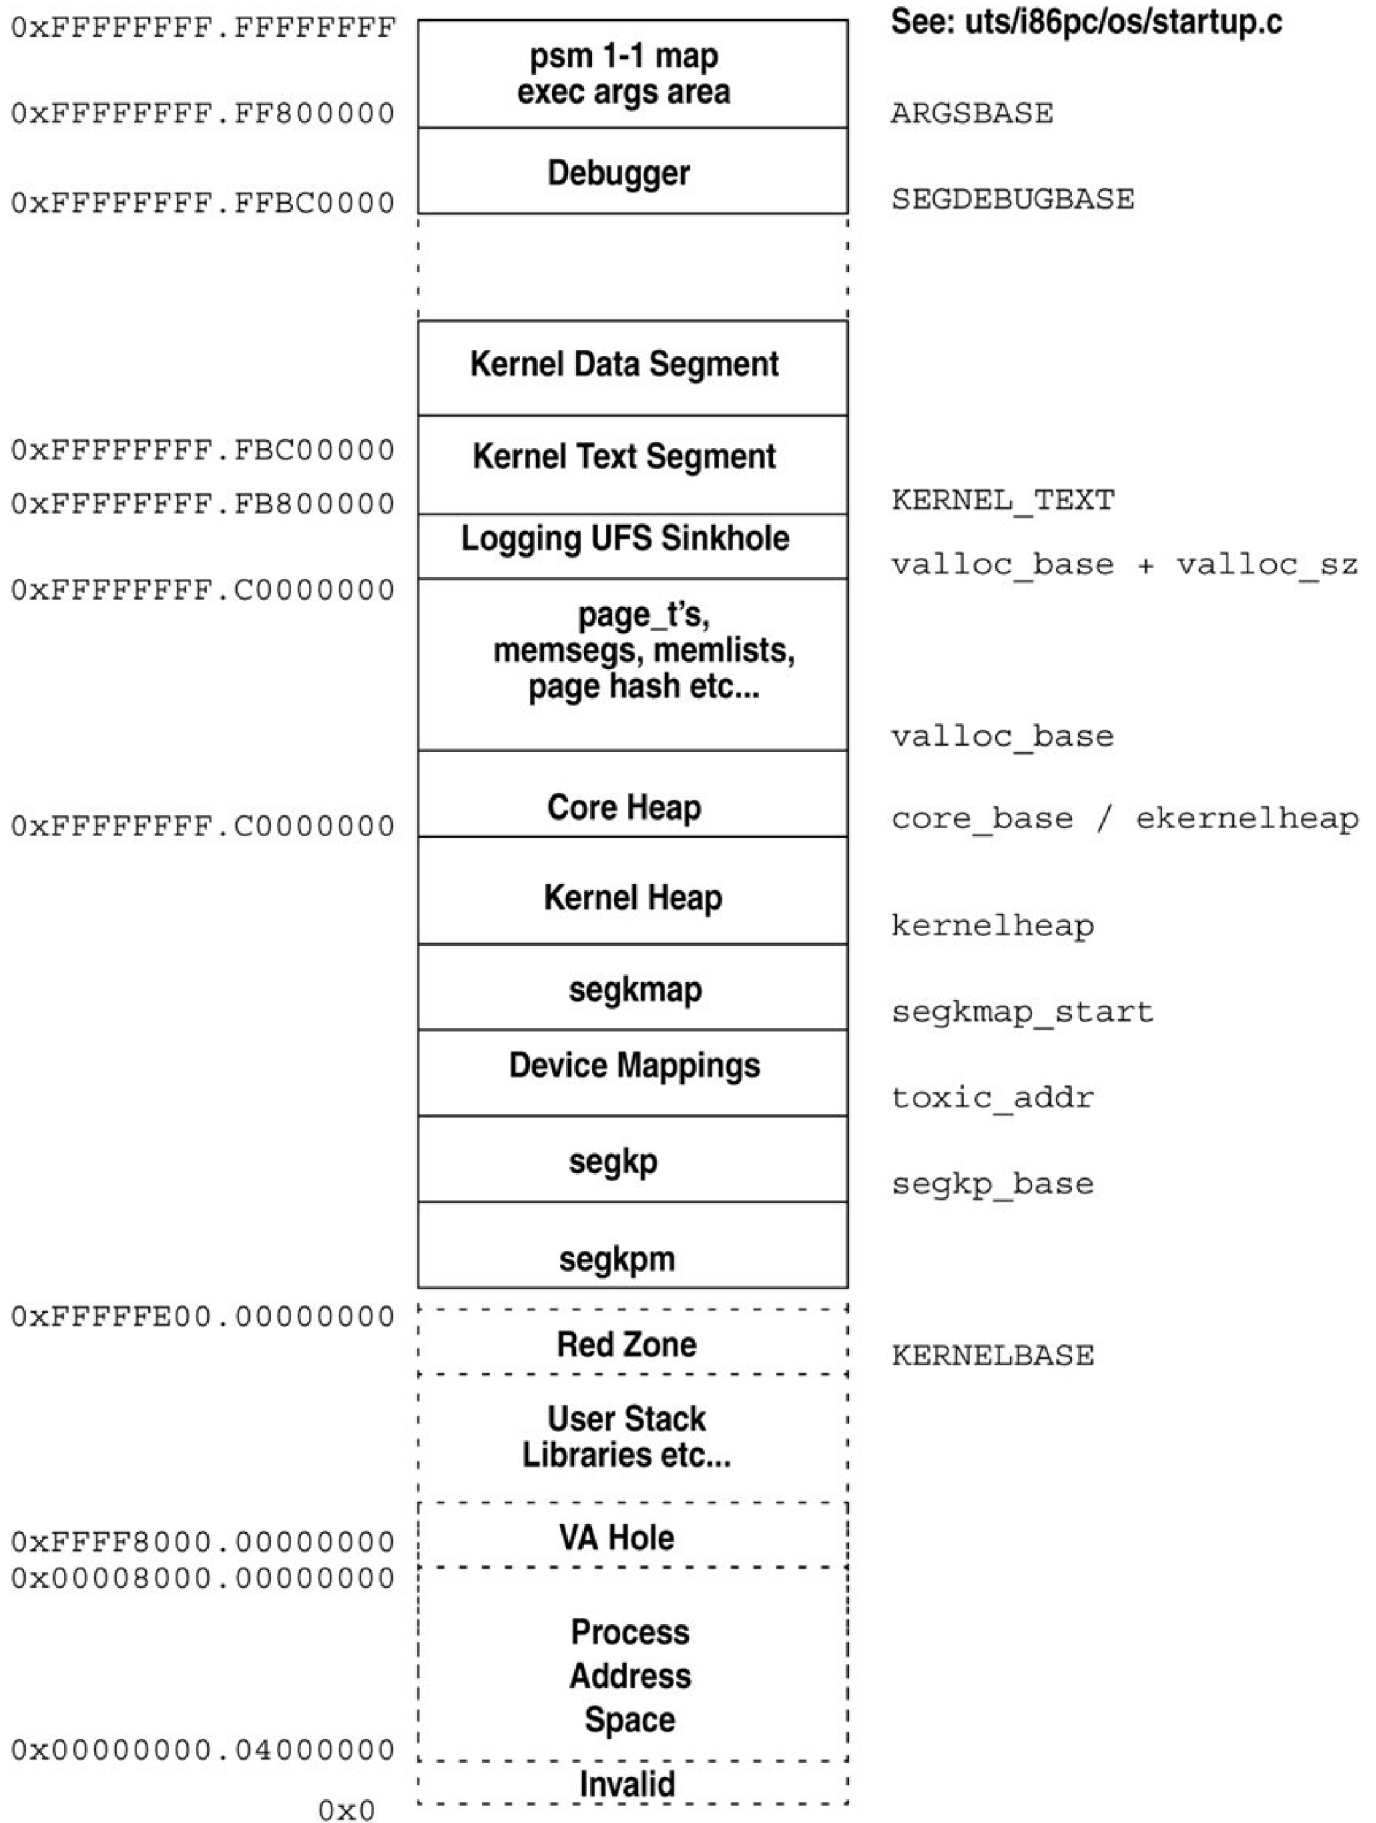 0xFFFFFFFF.FFFFFFFF
See: uts/i86pc/os/startup.c
psm 1-1 map
exec args area
0xFFFFFFFF.FF800000
ARGSBASE
Debugger
0xFFFFFFFF.FFBC0000
SEGDEBUGBASE
Kernel Data Segment
0xFFFFFFFF.FBC00000
Kernel Text Segment
0xFFFFFFFF.FB800000
KERNEL_TEXT
Logging UFS Sinkhole
valloc_base + valloc_sz
0xFFFFFFFF.C0000000
page_t's,
memsegs, memlists,
page hash etc...
valloc_base
Core Heap
0xFFFFFFFF.C0000000
core_base / ekernelheap
Kernel Heap
kernelheap
segkmap
segkmap_start
Device Mappings
toxic_addr
segkp
segkp_base
segkpm
0xFFFFFE00.00000000
Red Zone
KERNELBASE
User Stack
Libraries etc...
0xFFFF8000.00000000
VA Hole
0x00008000.00000000
Process
Address
Space
0x00000000.04000000
Invalid
0x0